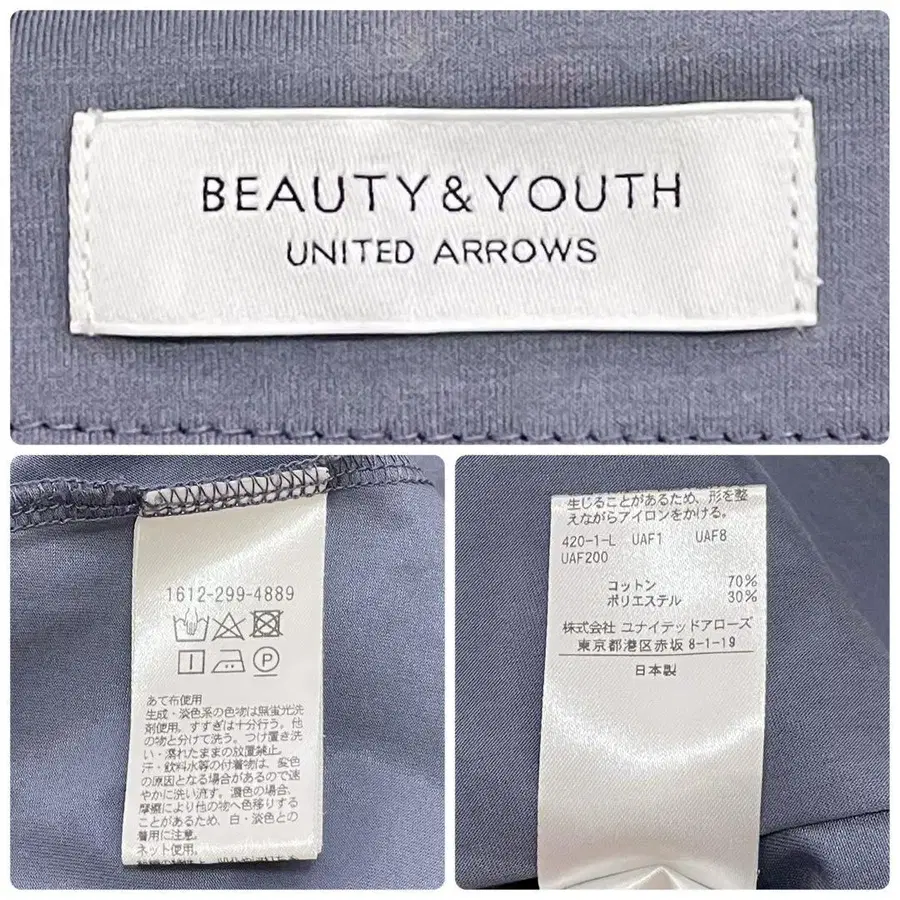 BEAUTY&YOUTH
UNITED ARROWS
1612-299-4889
P
あて布使用
生成・淡色系の色物は無蛍光洗
剤使用。すすぎは十分行う。他
の物と分けて洗う。つけ置き洗
い・濡れたままの放置禁止。
汗・飲料水等の付着物は、変色
の原因となる場合があるので速
やかに洗い流す。濃色の場合、
摩擦により他の物へ色移りする
ことがあるため、白・淡色との
着用に注意。
ネット使用。
生じることがあるため、形を整
えながらアイロンをかける。
420-1-L UAF1 UAF8
UAF200
コットン 70%
ポリエステル 30%
株式会社 ユナイテッドアローズ
東京都港区赤坂 8-1-19
日本製